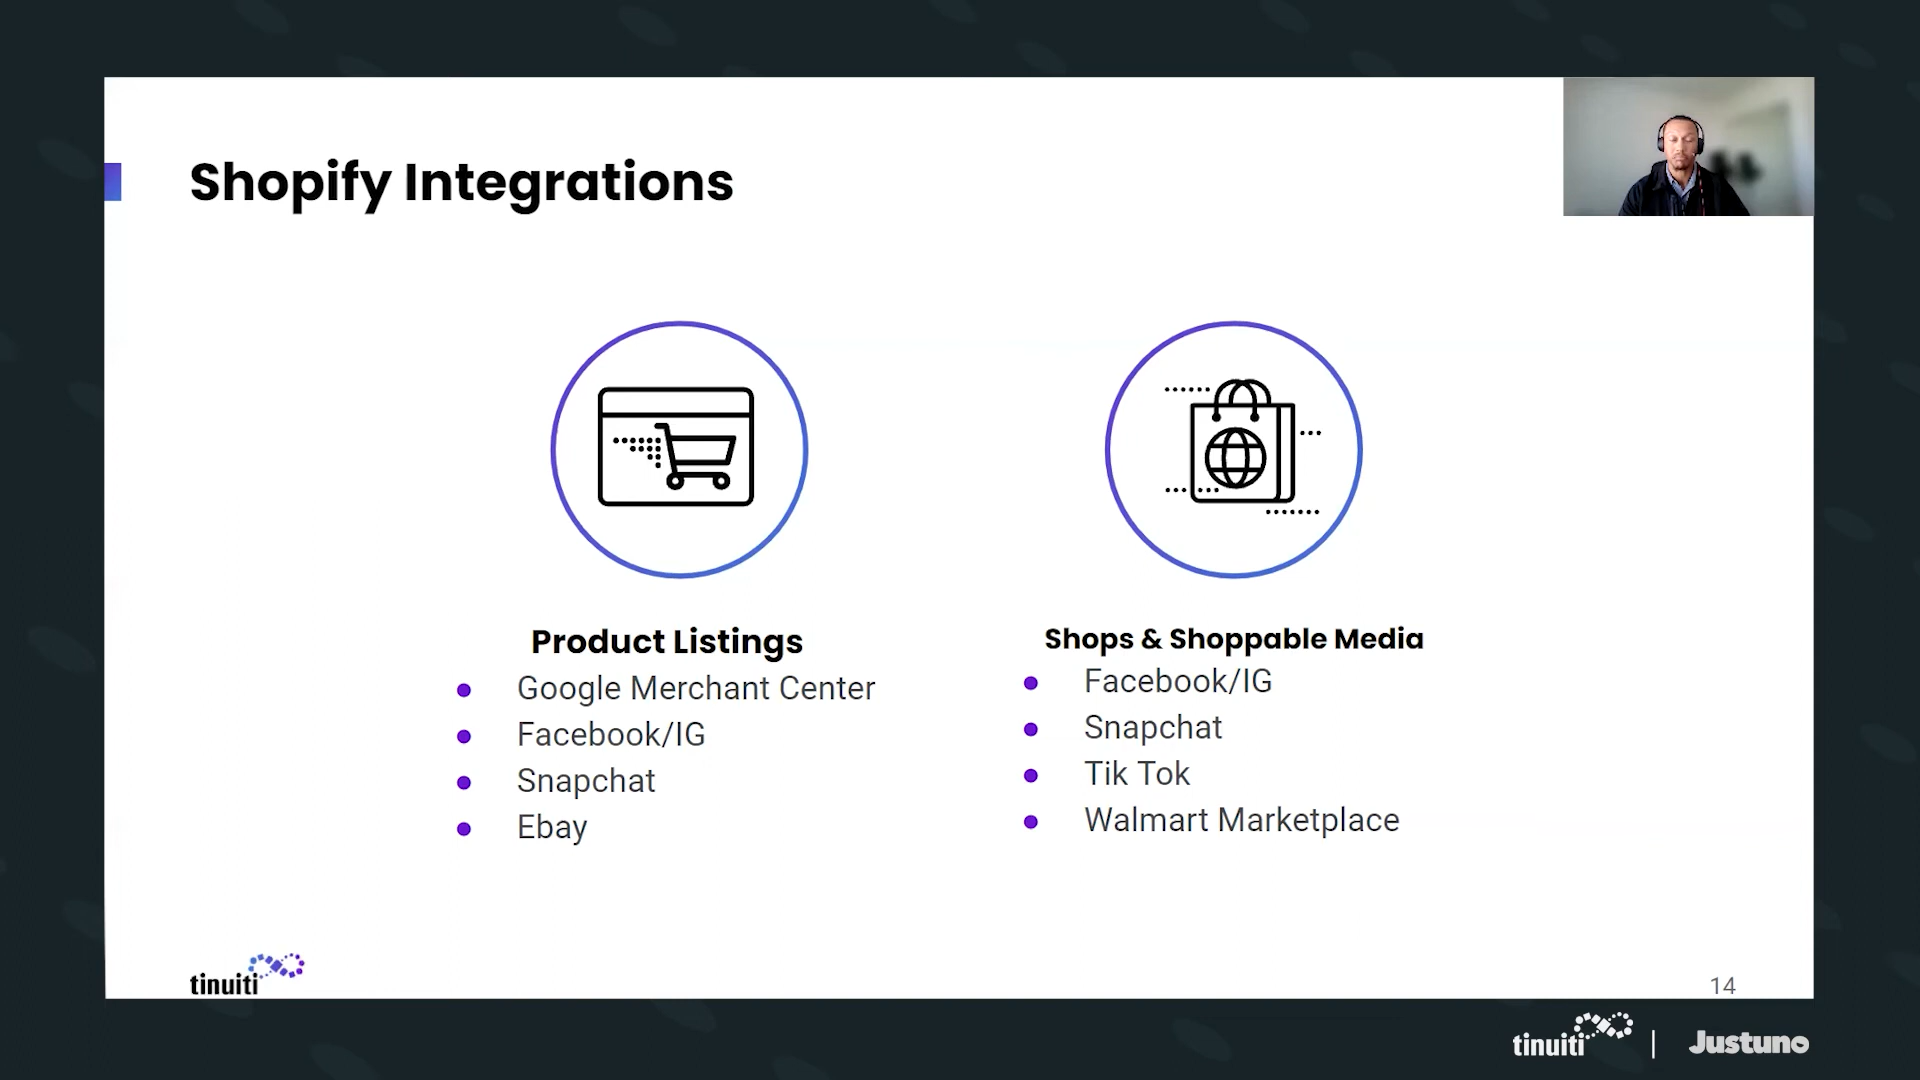 Shopify Integrations
Product Listings
Google Merchant Center
Facebook/IG
Snapchat
Ebay
Shops & Shoppable Media
Facebook/IG
Snapchat
Tik Tok
Walmart Marketplace
tinuiti
14
tinuiti | Justuno